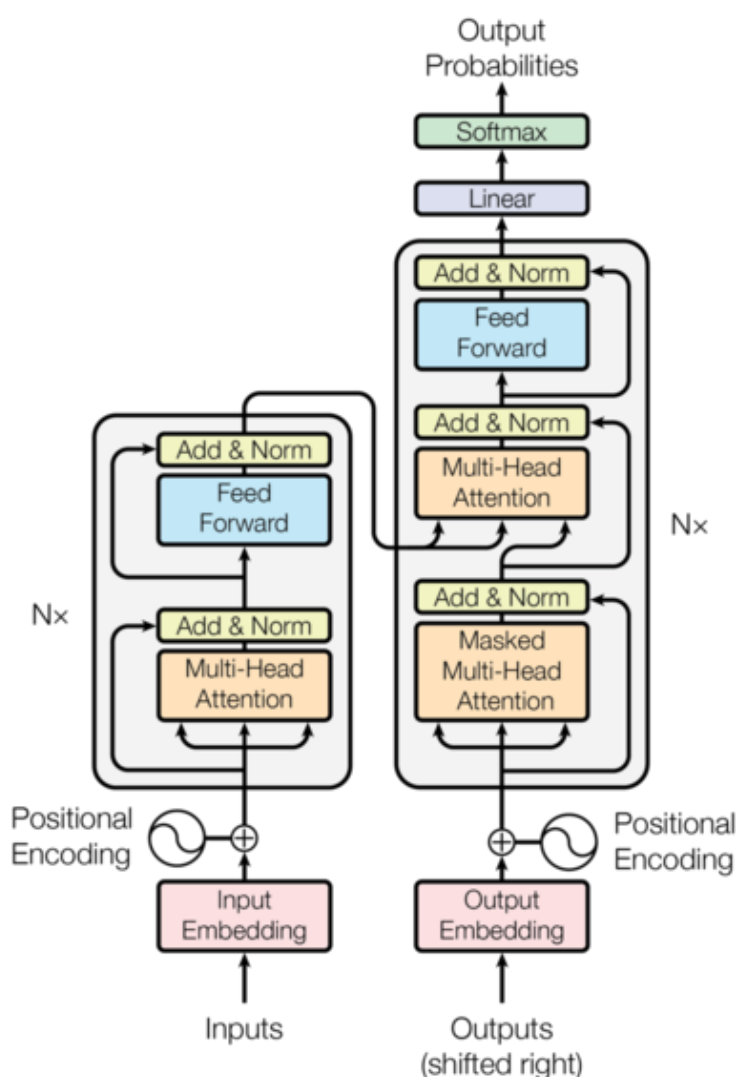 Output
Probabilities
Softmax
Linear
Add & Norm
Feed
Forward
Add & Norm
Multi-Head
Attention
Add & Norm
Masked
Multi-Head
Attention
Nx
Add & Norm
Feed
Forward
Add & Norm
Multi-Head
Attention
Nx
Positional
Encoding
Positional
Encoding
Input
Embedding
Output
Embedding
Inputs
Outputs
(shifted right)